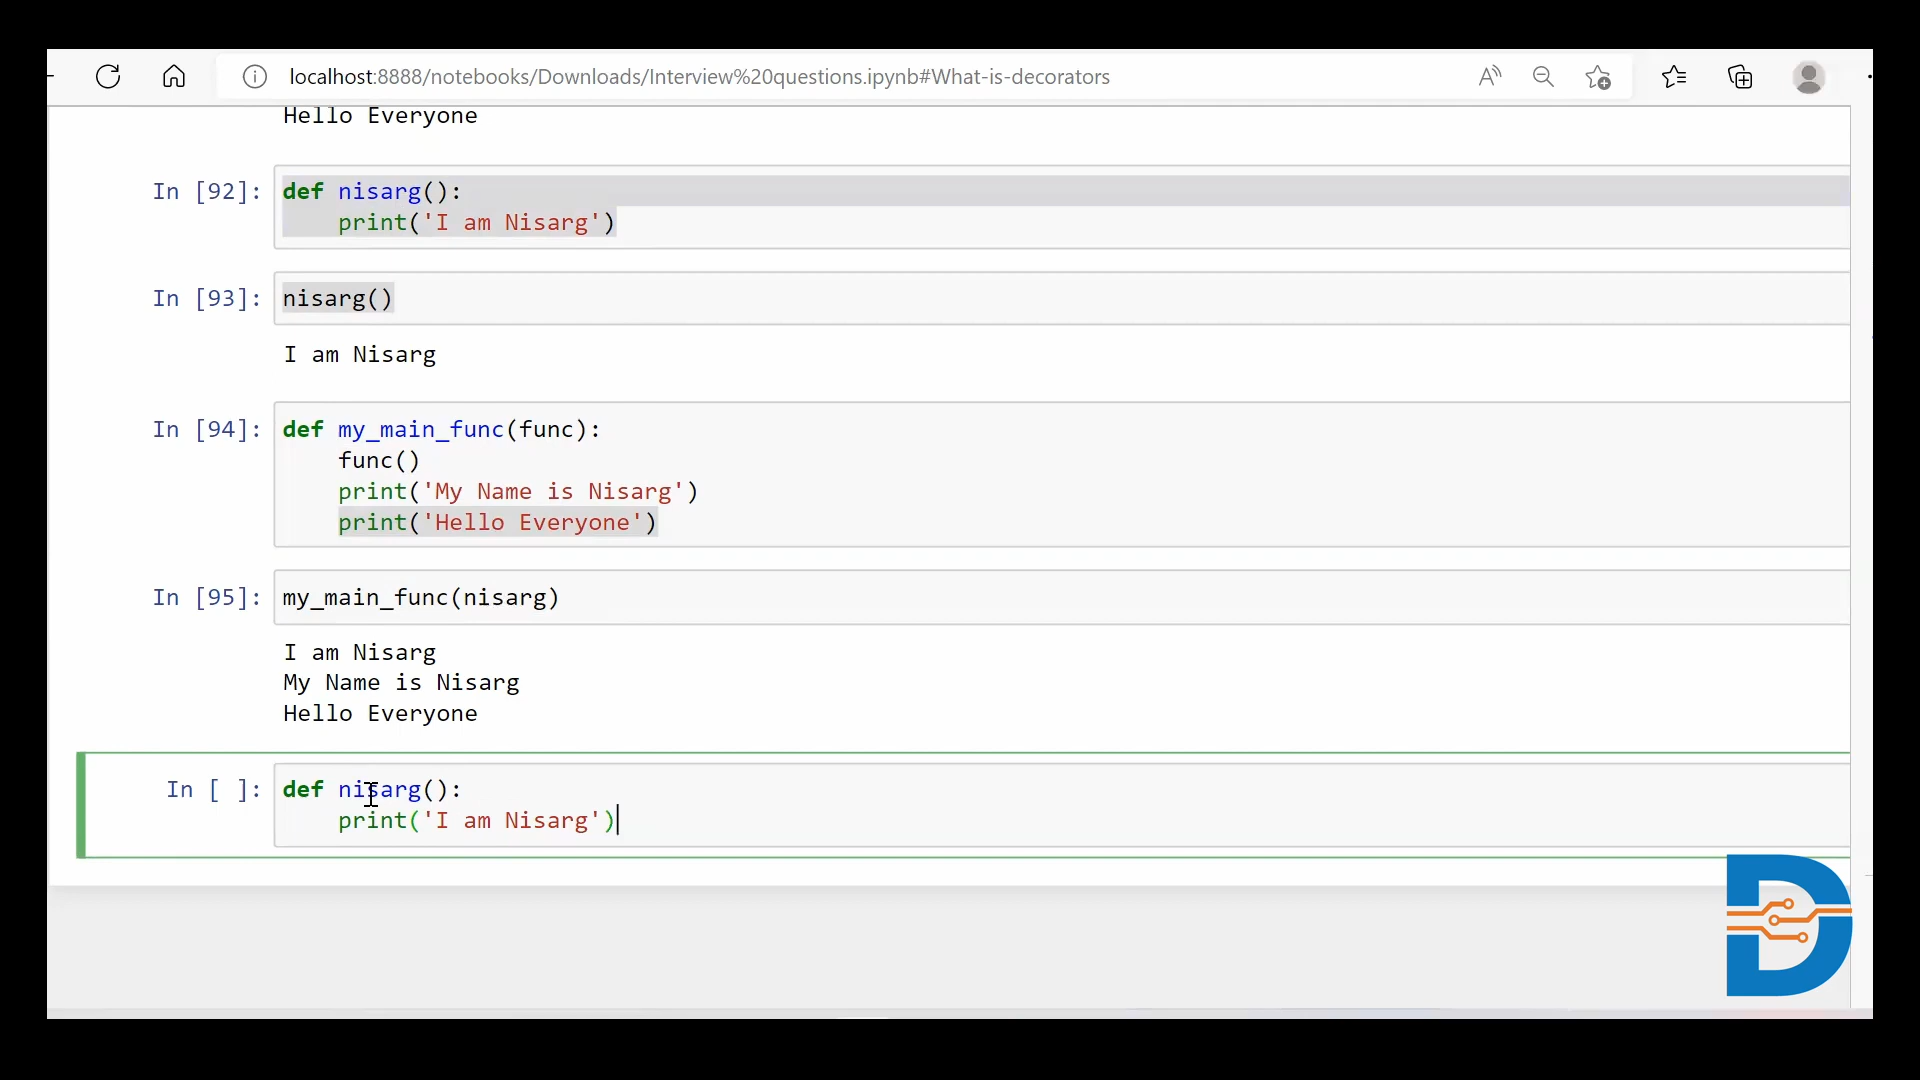 localhost:8888/notebooks/Downloads/Interview%20questions.ipynb#What-is-decorators
Hello Everyone
In [92]: def nisarg():
print('I am Nisarg')
In [93]: nisarg()
I am Nisarg
In [94]: def my_main_func(func):
func()
print('My Name is Nisarg')
print('Hello Everyone')
In [95]: my_main_func(nisarg)
I am Nisarg
My Name is Nisarg
Hello Everyone
In [ ]: def nisarg():
print('I am Nisarg')